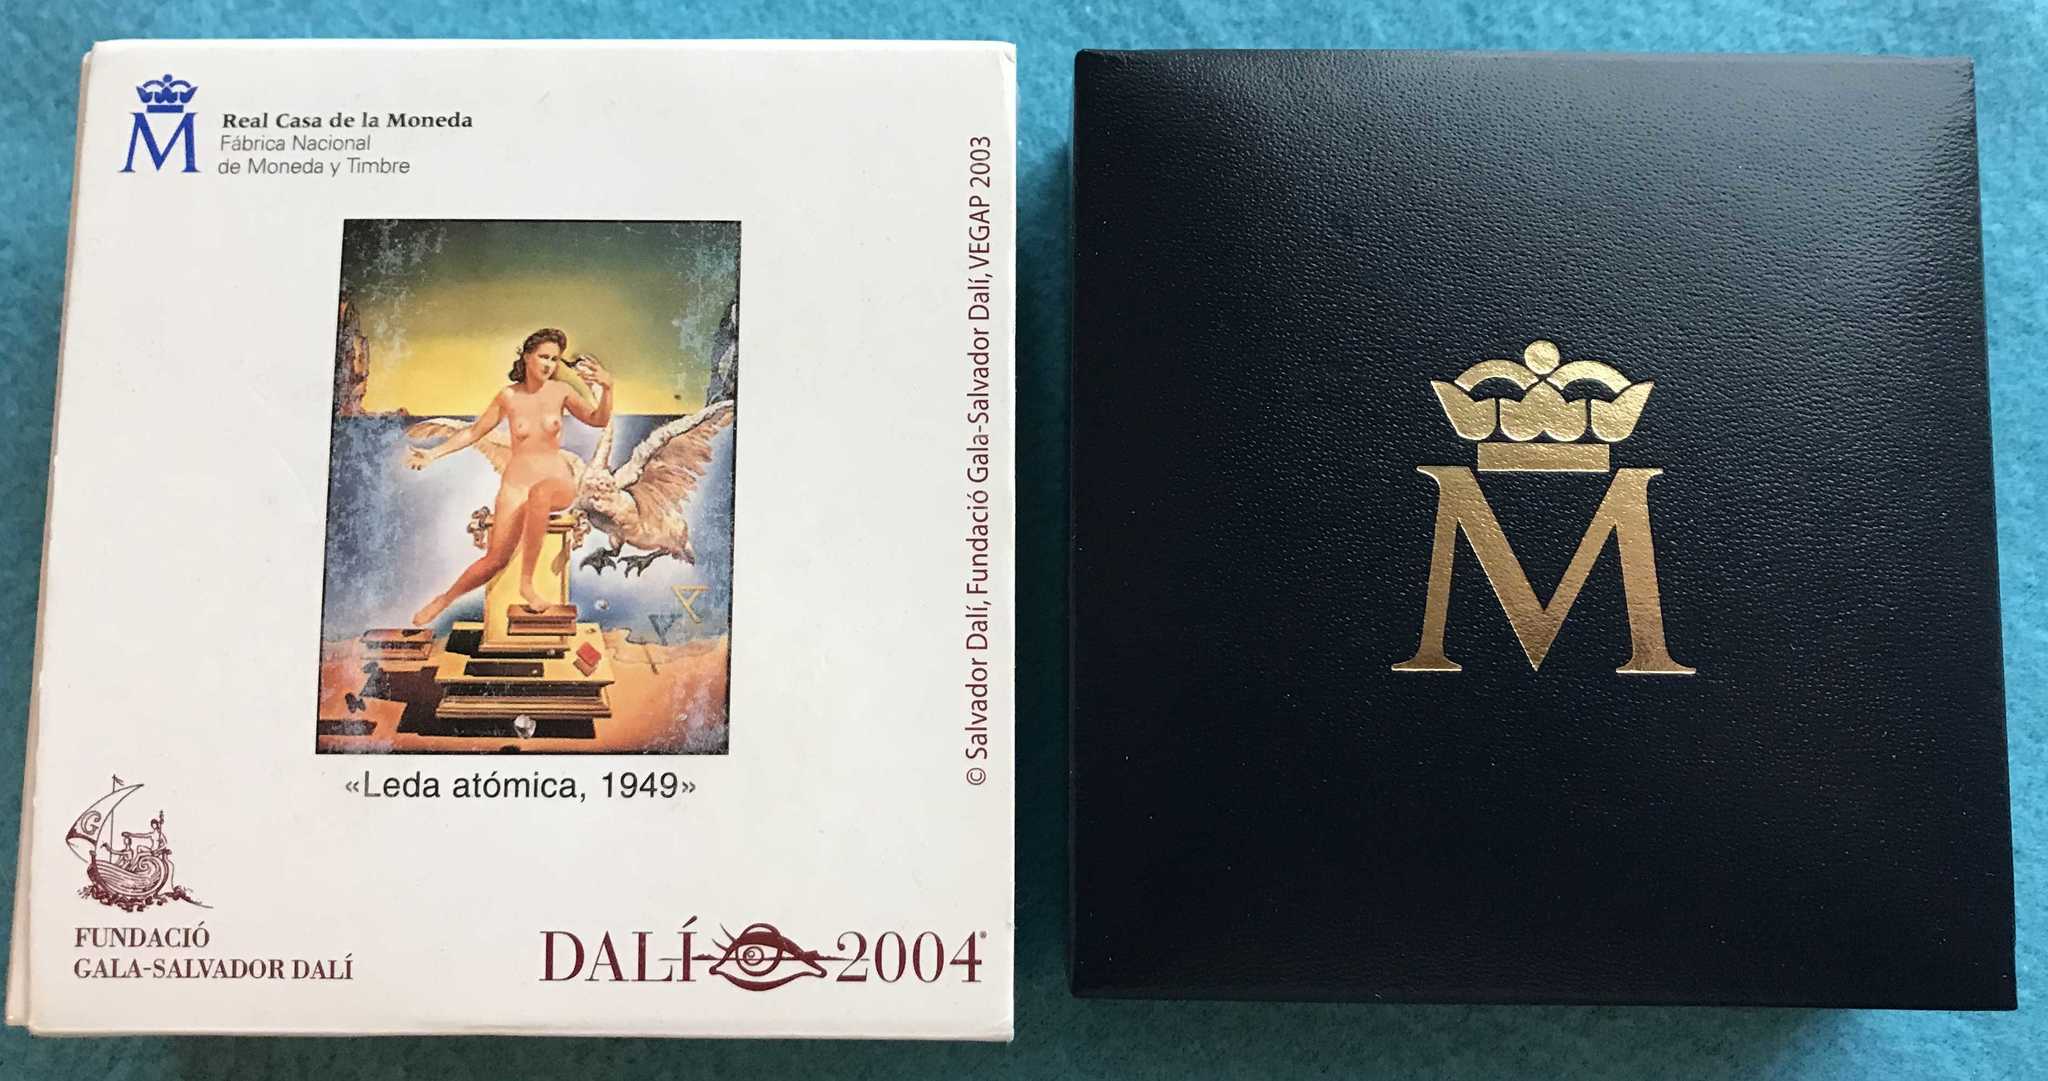 M
Real Casa de la Moneda
Fábrica Nacional
de Moneda y Timbre
© Salvador Dalí, Fundació Gala-Salvador Dalí, VEGAP 2003
«Leda atómica, 1949»
G
FUNDACIÓ
GALA-SALVADOR DALÍ
DALÍ 2004®
M